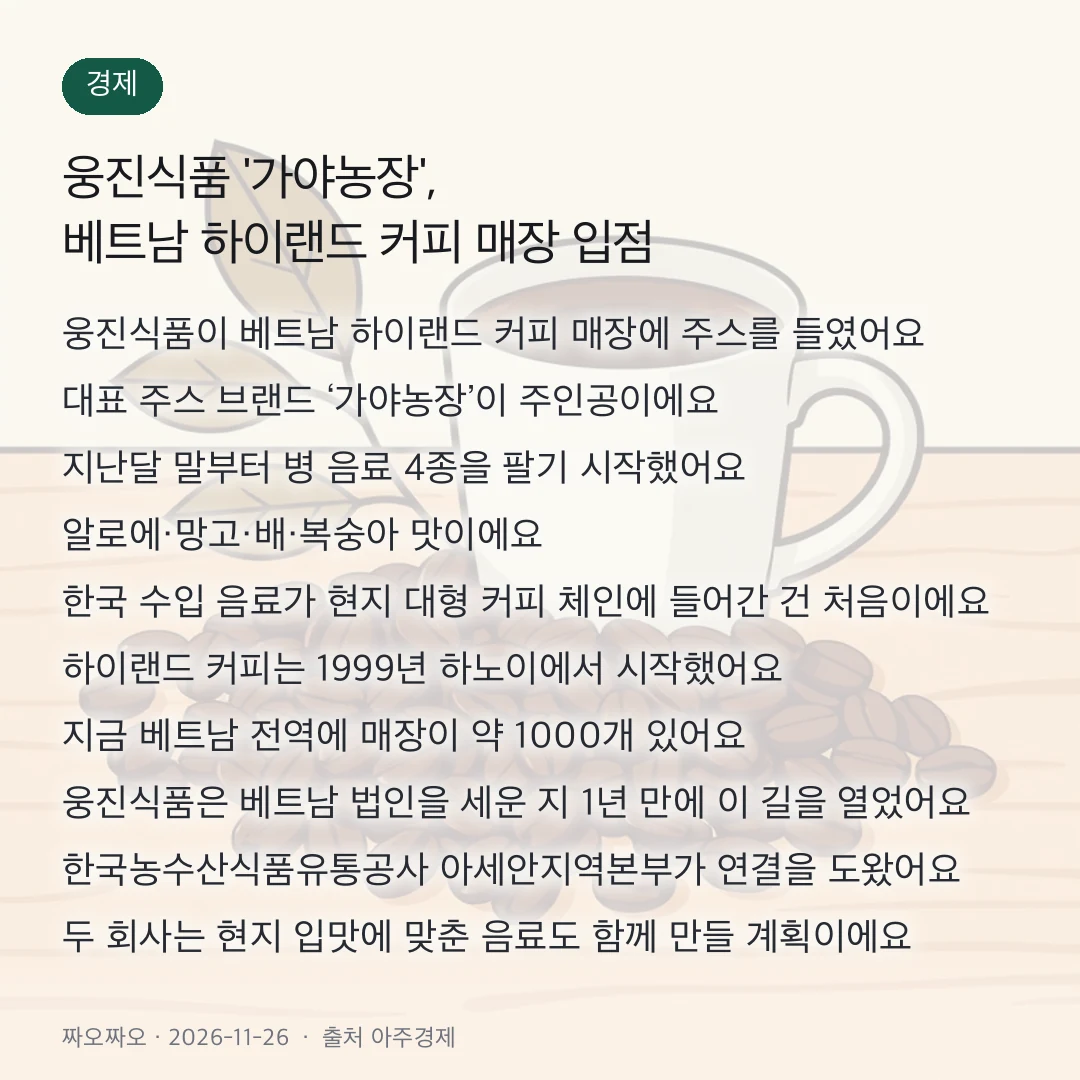 경제
웅진식품 '가야농장',
베트남 하이랜드 커피 매장 입점
웅진식품이 베트남 하이랜드 커피 매장에 주스를 들였어요
대표 주스 브랜드 ‘가야농장’이 주인공이에요
지난달 말부터 병 음료 4종을 팔기 시작했어요
알로에·망고·배·복숭아 맛이에요
한국 수입 음료가 현지 대형 커피 체인에 들어간 건 처음이에요
하이랜드 커피는 1999년 하노이에서 시작했어요
지금 베트남 전역에 매장이 약 1000개 있어요
웅진식품은 베트남 법인을 세운 지 1년 만에 이 길을 열었어요
한국농수산식품유통공사 아세안지역본부가 연결을 도왔어요
두 회사는 현지 입맛에 맞춘 음료도 함께 만들 계획이에요
짜오짜오 · 2026-11-26 · 출처 아주경제